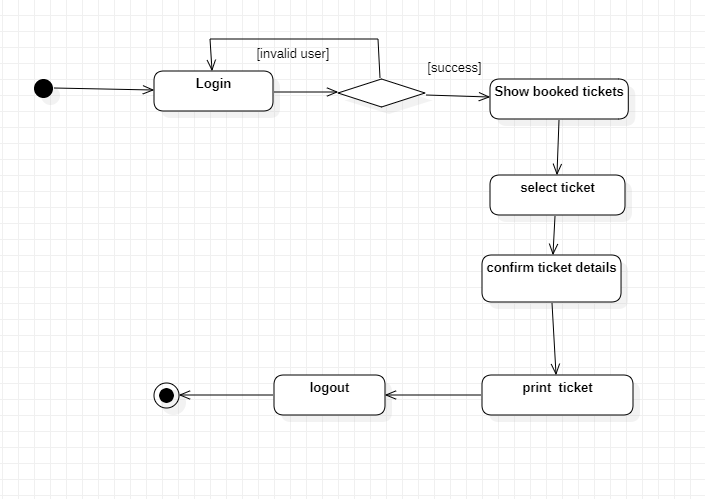 [invalid user]
[success]
Login
Show booked tickets
select ticket
confirm ticket details
print  ticket
logout